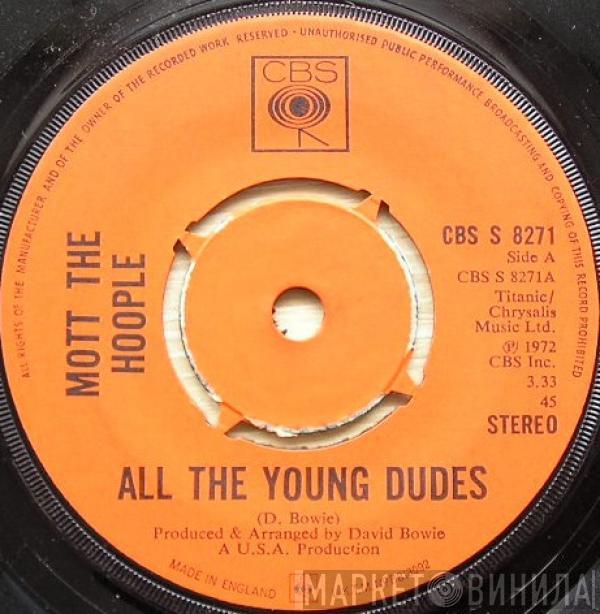 ALL RIGHTS OF THE MANUFACTURER AND OF THE OWNER OF THE RECORDED WORK RESERVED · UNAUTHORISED PUBLIC PERFORMANCE BROADCASTING AND COPYING OF THIS RECORD PROHIBITED
CBS
MOTT THE
HOOPLE
CBS S 8271
Side A
CBS S 8271A
Titanic/
Chrysalis
Music Ltd.
℗ 1972
CBS Inc.
3.33
45
STEREO
ALL THE YOUNG DUDES
(D. Bowie)
Produced & Arranged by David Bowie
A U.S.A. Production
MADE IN ENGLAND
МАРКЕТ ВИНИЛА